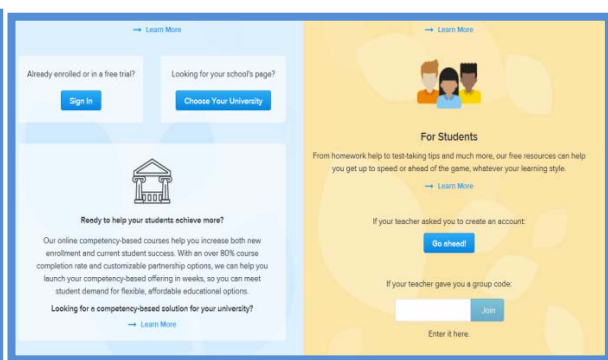 → Learn More
Already enrolled or in a free trial?
Sign In
Looking for your school's page?
Choose Your University
Ready to help your students achieve more?
Our online competency-based courses help you increase both new
enrollment and current student success. With an over 80% course
completion rate and customizable partnership options, we can help you
launch your competency-based offering in weeks, so you can meet
student demand for flexible, affordable educational options.
Looking for a competency-based solution for your university?
→ Learn More
→ Learn More
For Students
From homework help to test-taking tips and much more, our free resources can help
you get up to speed or ahead of the game, whatever your learning style.
→ Learn More
If your teacher asked you to create an account:
Go ahead!
If your teacher gave you a group code:
Join
Enter it here.